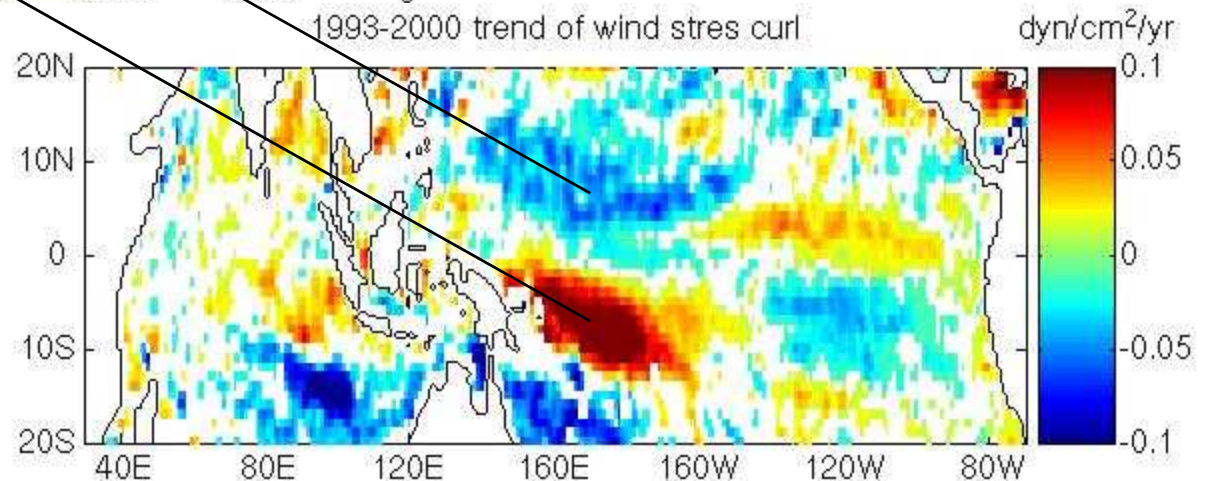 1993-2000 trend of wind stres curl
dyn/cm²/yr
20N
10N
0
10S
20S
40E 80E 120E 160E 160W 120W 80W
0.1
0.05
0
-0.05
-0.1